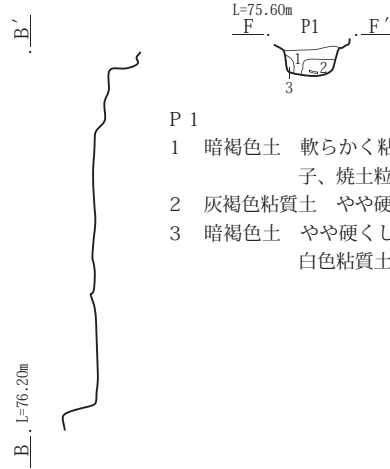 L=75.60m
F P1 F′
1
2
3
P 1
1 暗褐色土 軟らかく粘
子、焼土粒
2 灰褐色粘質土 やや硬
3 暗褐色土 やや硬くし
白色粘質土
B′
L=76.20m
B